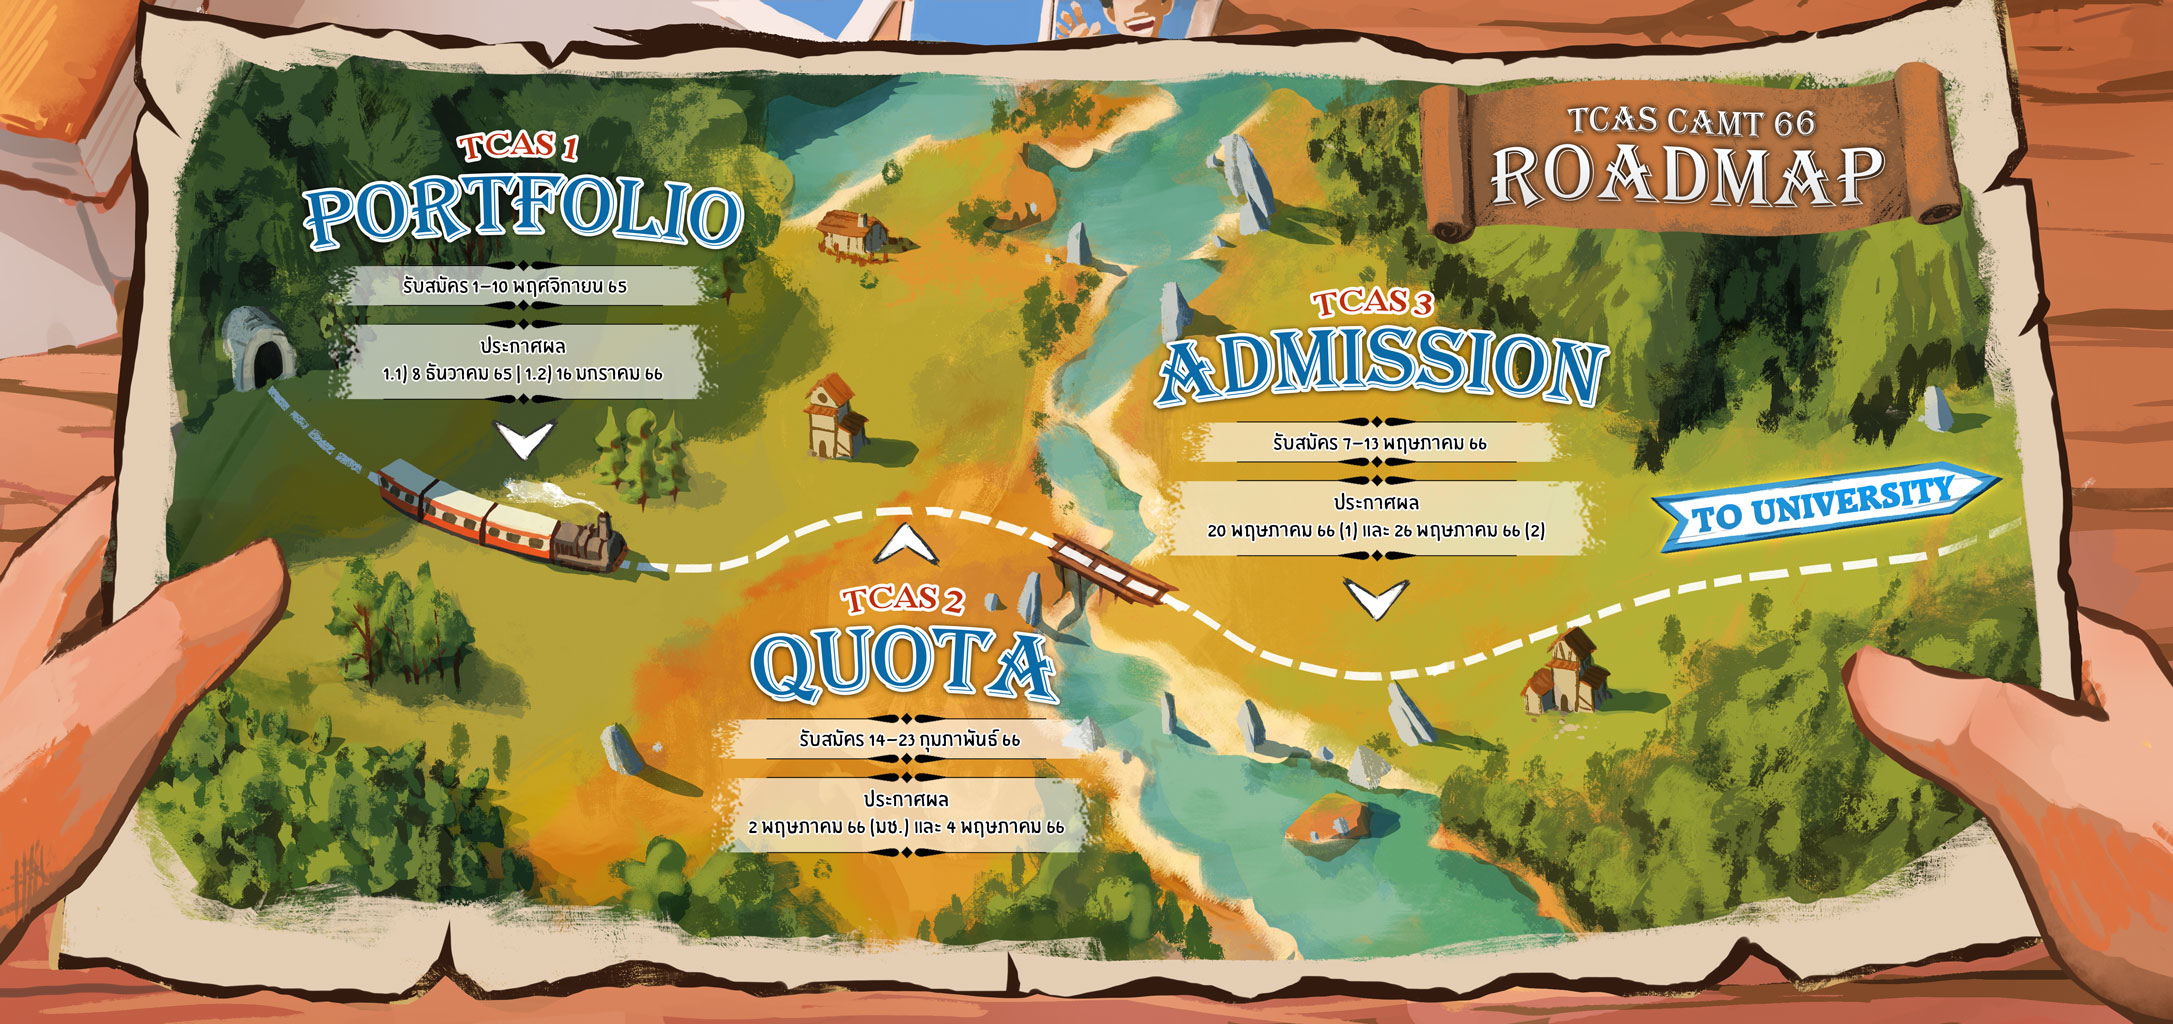 TCAS CAMT 66
ROADMAP
TCAS 1
PORTFOLIO
รับสมัคร 1–10 พฤศจิกายน 65
ประกาศผล
1.1) 8 ธันวาคม 65 | 1.2) 16 มกราคม 66
TCAS 2
QUOTA
รับสมัคร 14–23 กุมภาพันธ์ 66
ประกาศผล
2 พฤษภาคม 66 (มช.) และ 4 พฤษภาคม 66
TCAS 3
ADMISSION
รับสมัคร 7–13 พฤษภาคม 66
ประกาศผล
20 พฤษภาคม 66 (1) และ 26 พฤษภาคม 66 (2)
TO UNIVERSITY